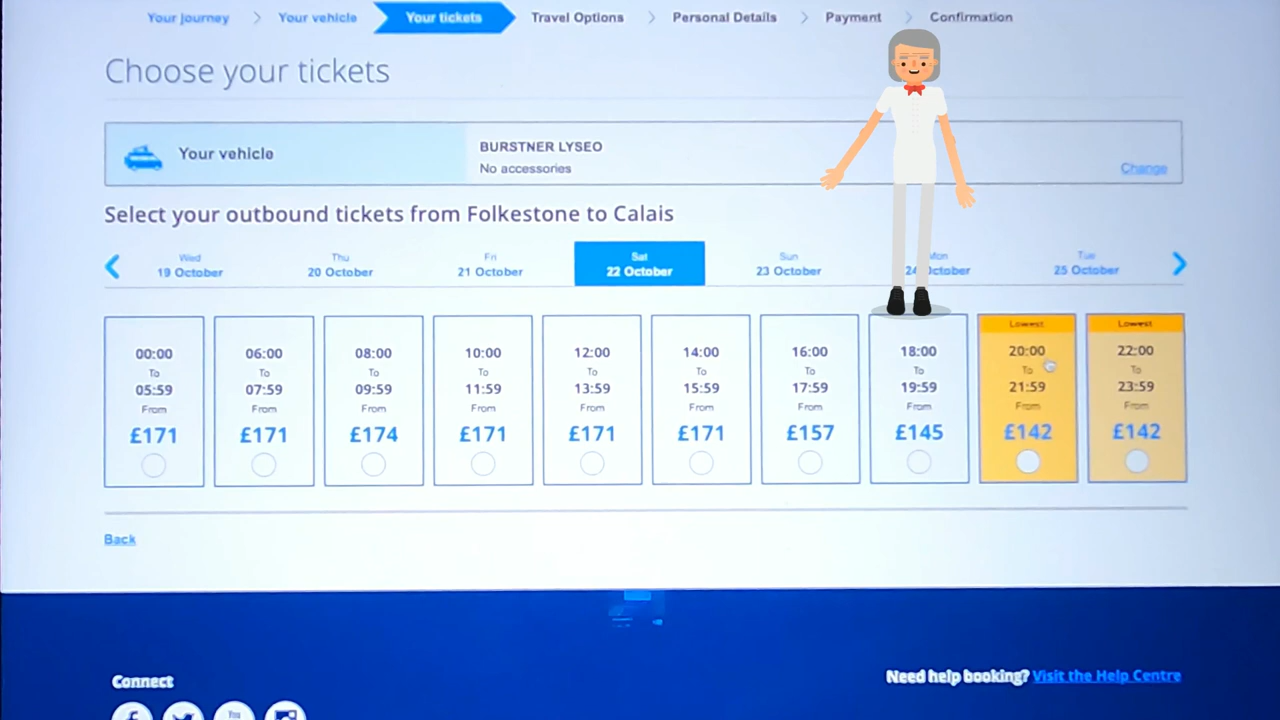 Your journey
Your vehicle
Your tickets
Travel Options
Personal Details
Payment
Confirmation
Choose your tickets
Your vehicle
BURSTNER LYSEO
No accessories
Change
Select your outbound tickets from Folkestone to Calais
Wed
19 October
Thu
20 October
Fri
21 October
Sat
22 October
Sun
23 October
Mon
24 October
Tue
25 October
00:00
To
05:59
From
£171
06:00
To
07:59
From
£171
08:00
To
09:59
From
£174
10:00
To
11:59
From
£171
12:00
To
13:59
From
£171
14:00
To
15:59
From
£171
16:00
To
17:59
From
£157
18:00
To
19:59
From
£145
Lowest
20:00
To
21:59
From
£142
Lowest
22:00
To
23:59
From
£142
Back
Connect
Need help booking? Visit the Help Centre
You